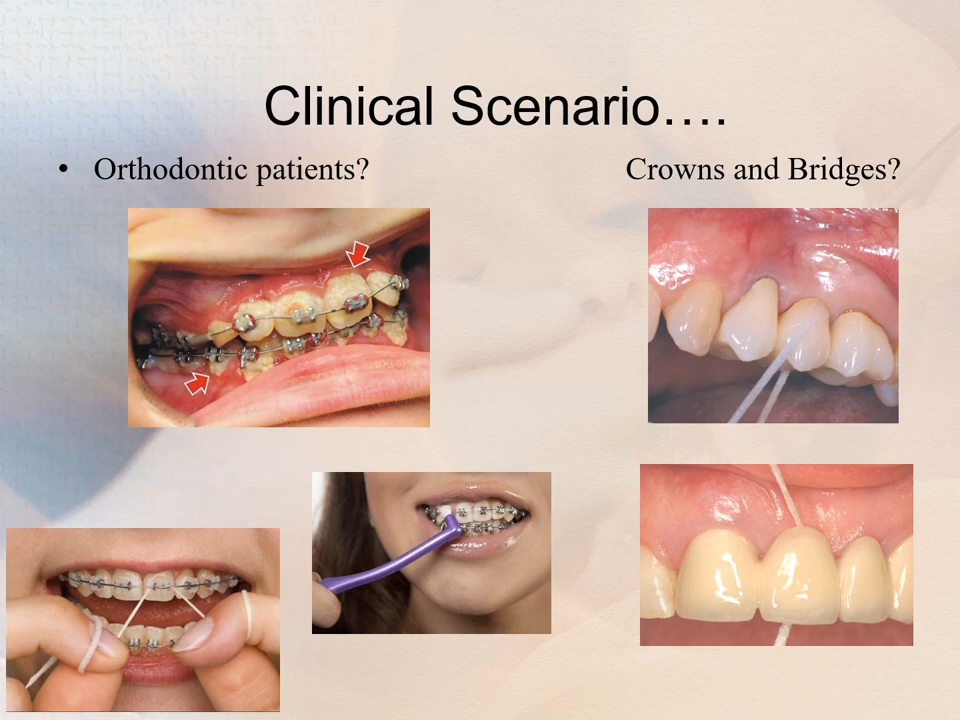 Clinical Scenario….
• Orthodontic patients? Crowns and Bridges?